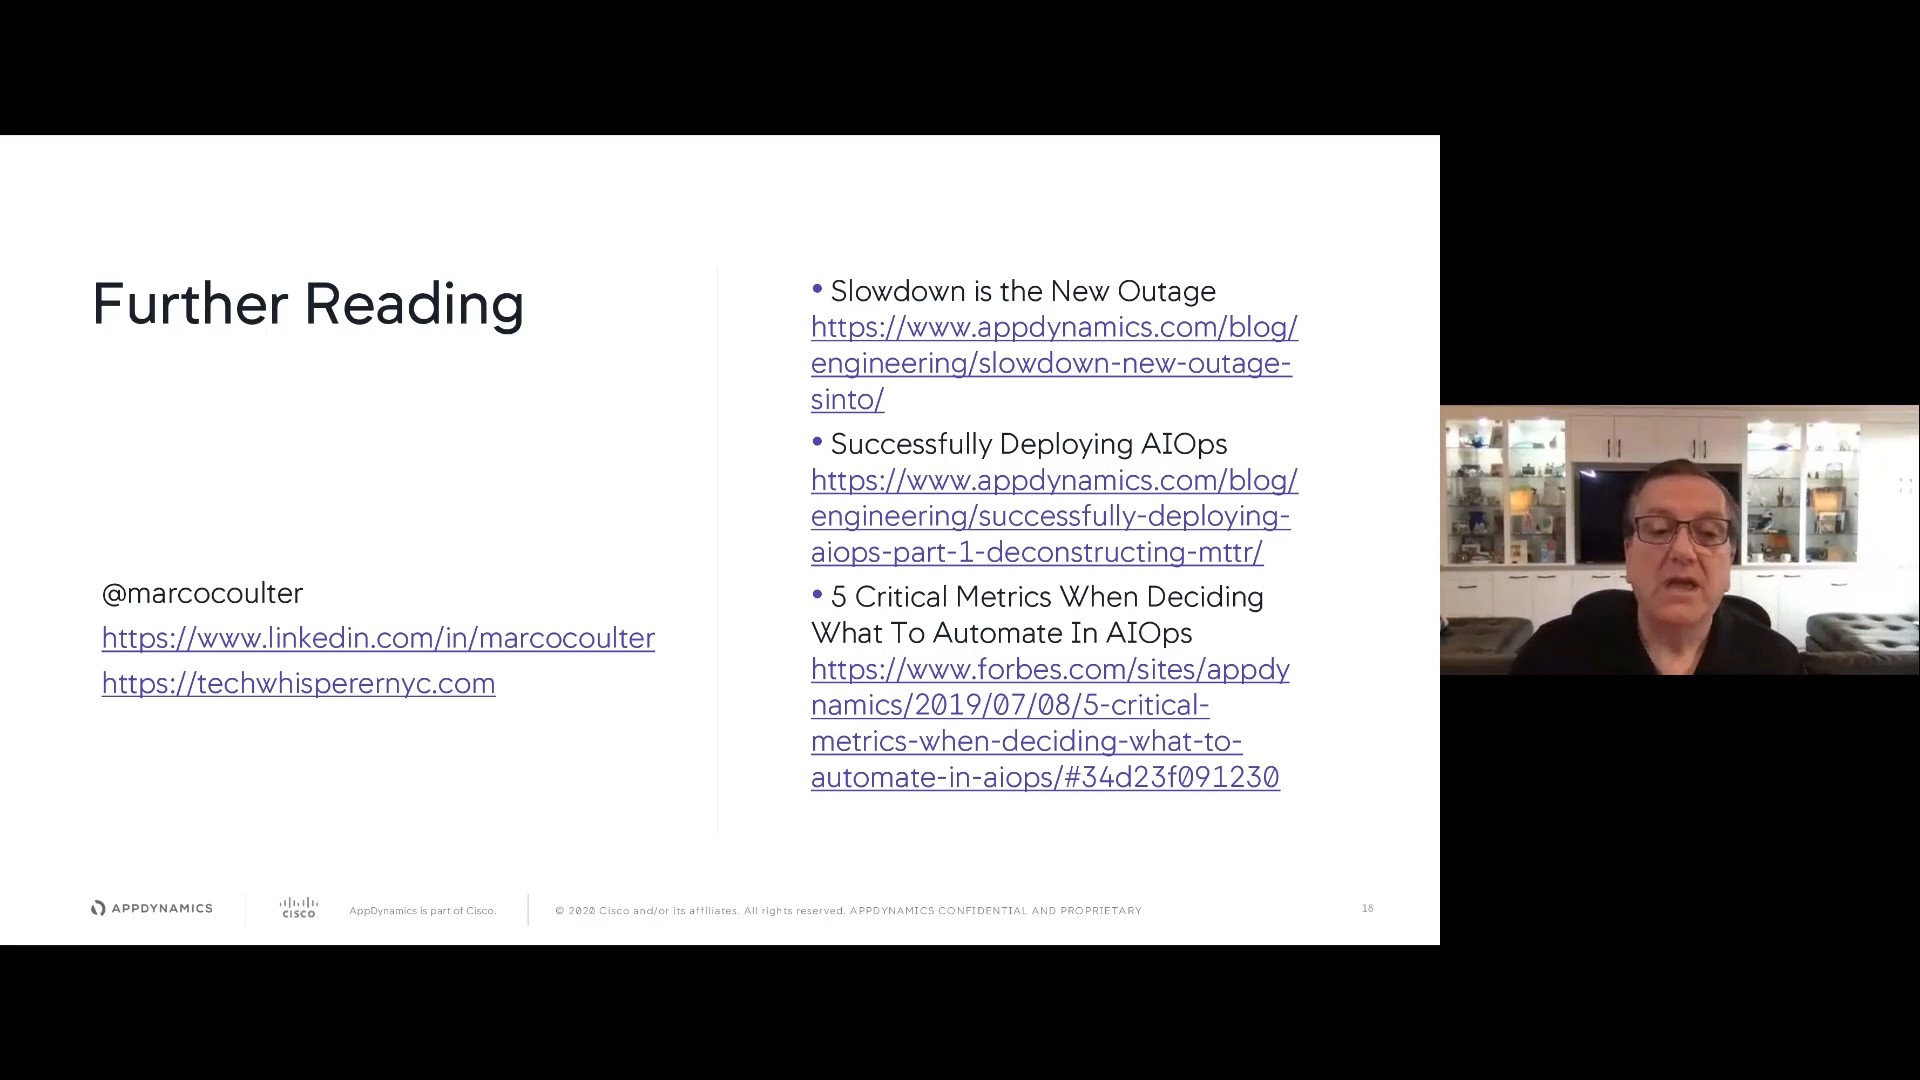 Further Reading
@marcocoulter
https://www.linkedin.com/in/marcocoulter
https://techwhisperernyc.com
• Slowdown is the New Outage
https://www.appdynamics.com/blog/
engineering/slowdown-new-outage-
sinto/
• Successfully Deploying AIOps
https://www.appdynamics.com/blog/
engineering/successfully-deploying-
aiops-part-1-deconstructing-mttr/
• 5 Critical Metrics When Deciding
What To Automate In AIOps
https://www.forbes.com/sites/appdy
namics/2019/07/08/5-critical-
metrics-when-deciding-what-to-
automate-in-aiops/#34d23f091230
APPDYNAMICS
CISCO
AppDynamics is part of Cisco.
© 2020 Cisco and/or its affiliates. All rights reserved. APPDYNAMICS CONFIDENTIAL AND PROPRIETARY
18